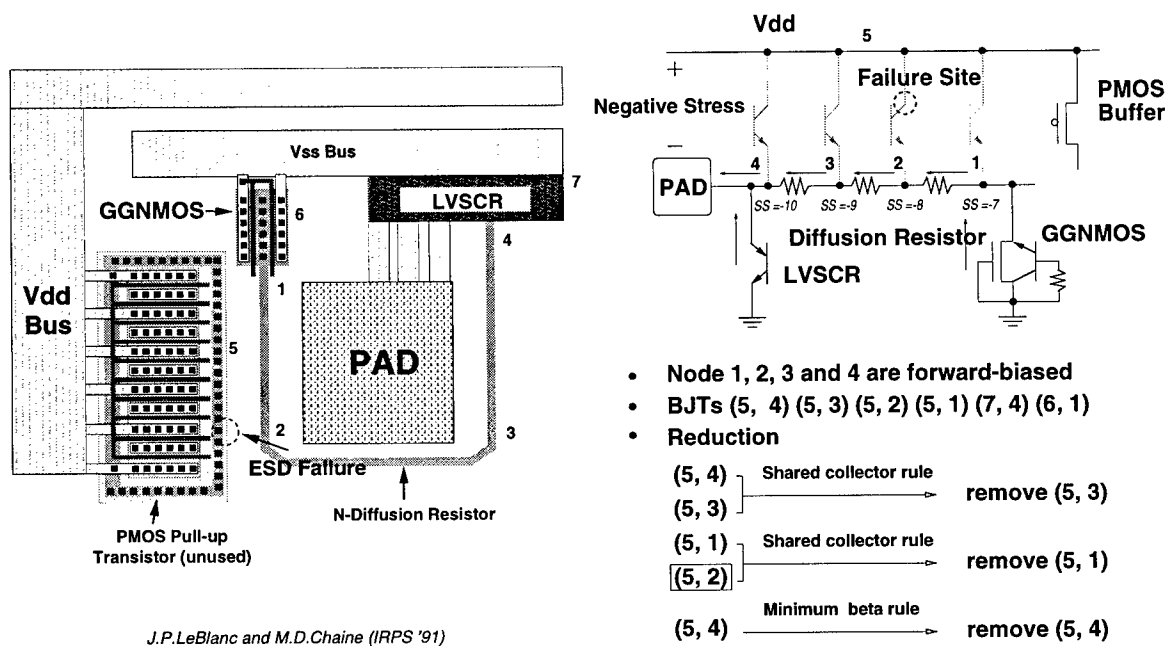 Vss Bus
7
GGNMOS
6
LVSCR
4
Vdd
Bus
1
5
PAD
2
3
ESD Failure
N-Diffusion Resistor
PMOS Pull-up
Transistor (unused)
J.P.LeBlanc and M.D.Chaine (IRPS '91)
Vdd
5
+
Failure Site
Negative Stress
PMOS
Buffer
−
4
3
2
1
PAD
SS=-10
SS=-9
SS=-8
SS=-7
Diffusion Resistor
GGNMOS
LVSCR
• Node 1, 2, 3 and 4 are forward-biased
• BJTs (5, 4) (5, 3) (5, 2) (5, 1) (7, 4) (6, 1)
• Reduction
(5, 4)
(5, 3)
Shared collector rule
remove (5, 3)
(5, 1)
(5, 2)
Shared collector rule
remove (5, 1)
(5, 4)
Minimum beta rule
remove (5, 4)